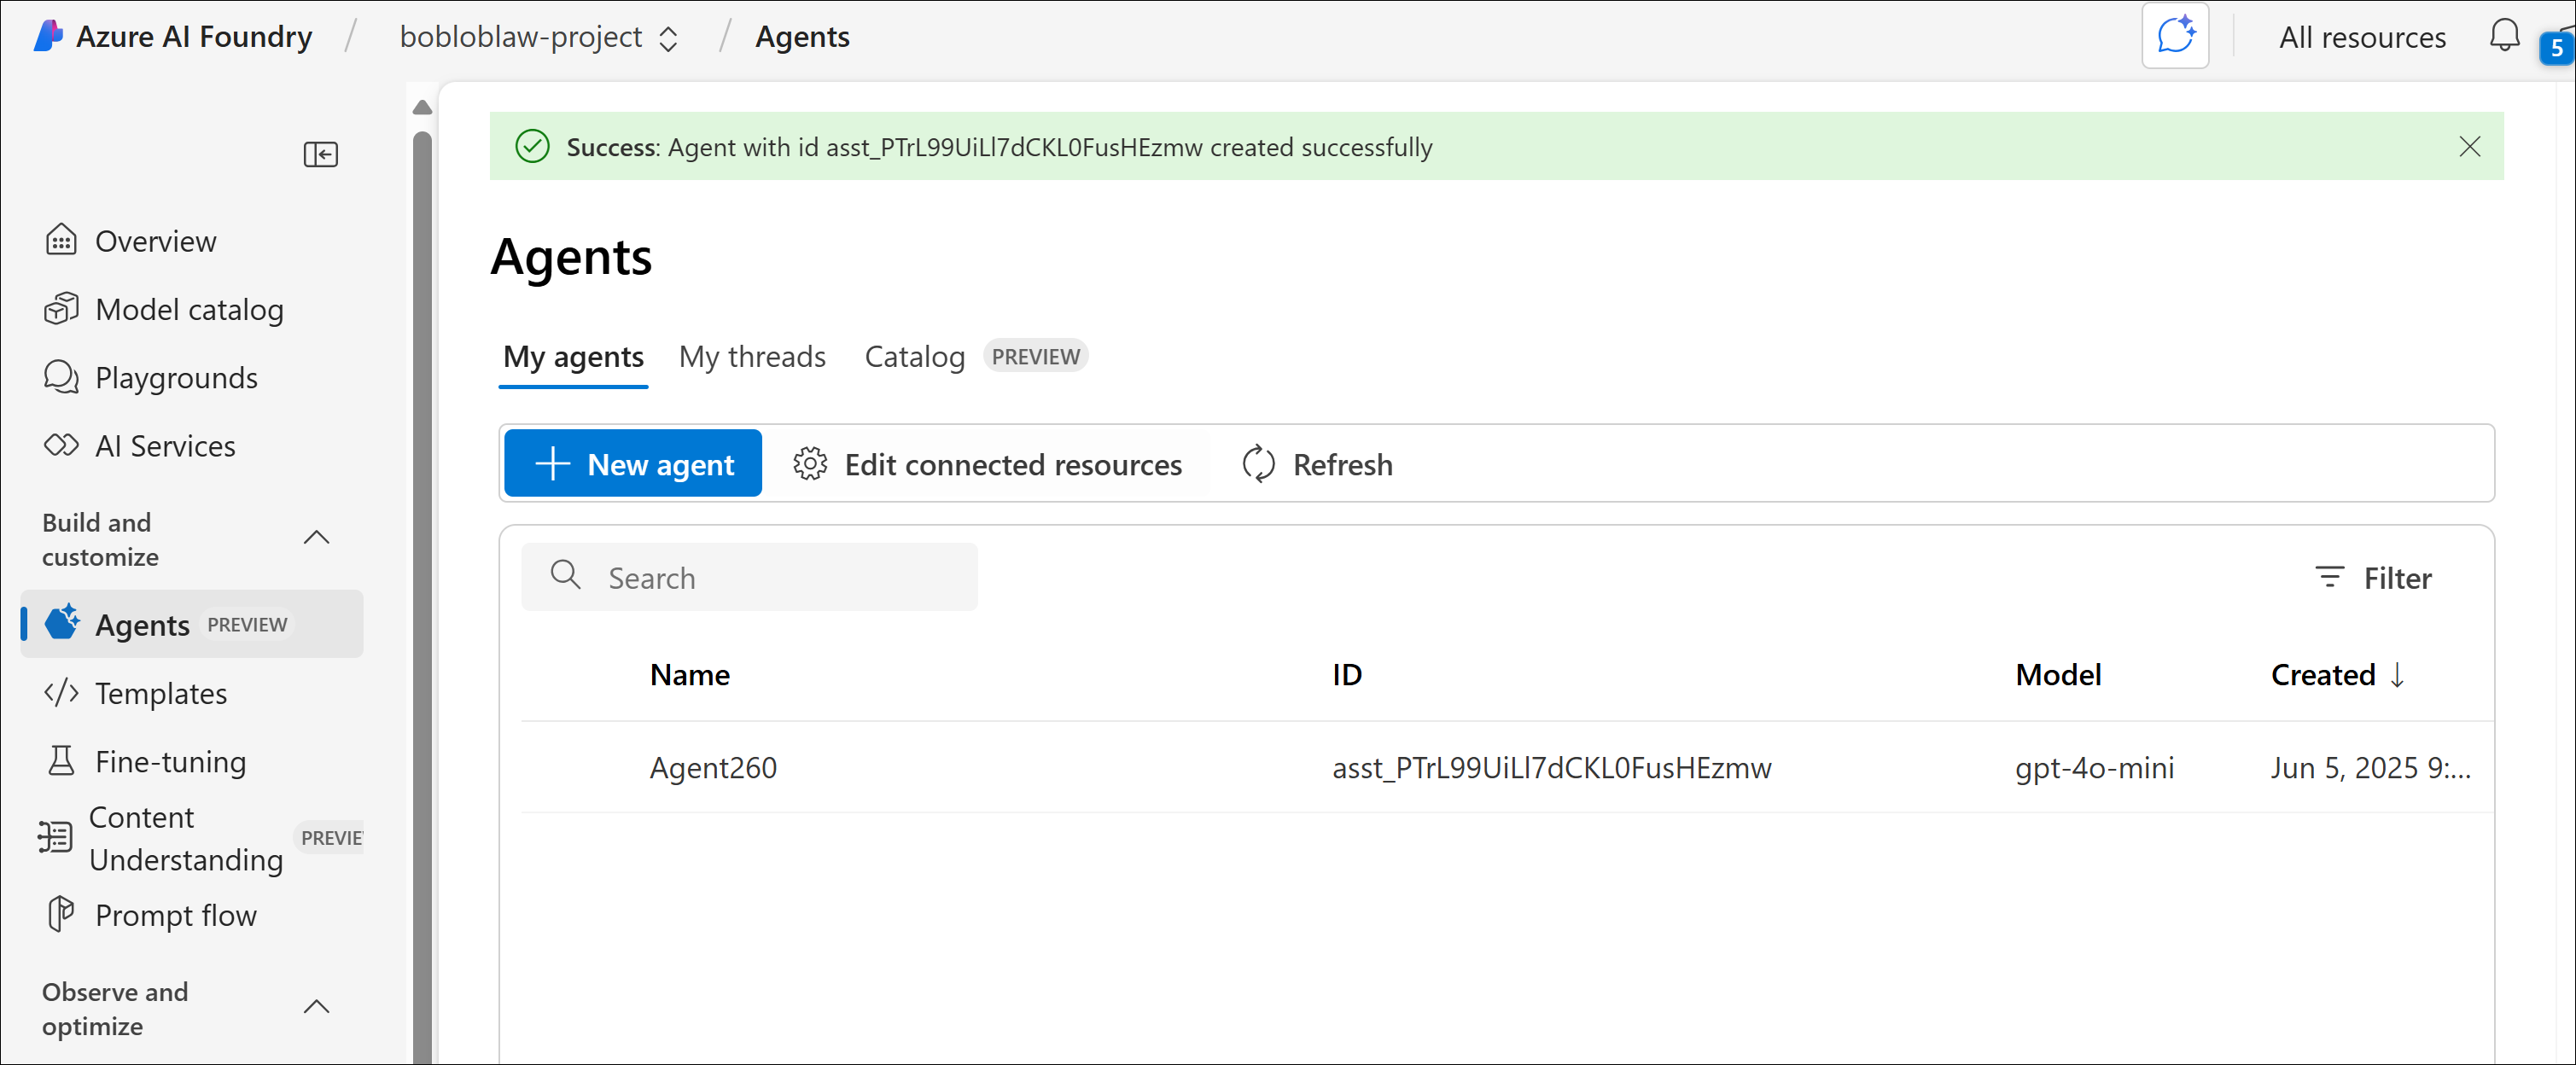 Azure AI Foundry / bobloblaw-project / Agents
All resources
5
Success: Agent with id asst_PTrL99UiLl7dCKL0FusHEzmw created successfully
Overview
Model catalog
Playgrounds
AI Services
Build and
customize
Agents PREVIEW
Templates
Fine-tuning
Content
Understanding
PREVIE
Prompt flow
Observe and
optimize
Agents
My agents
My threads
Catalog PREVIEW
New agent
Edit connected resources
Refresh
Search
Filter
Name ID Model Created ↓
Agent260 asst_PTrL99UiLl7dCKL0FusHEzmw gpt-4o-mini Jun 5, 2025 9:...